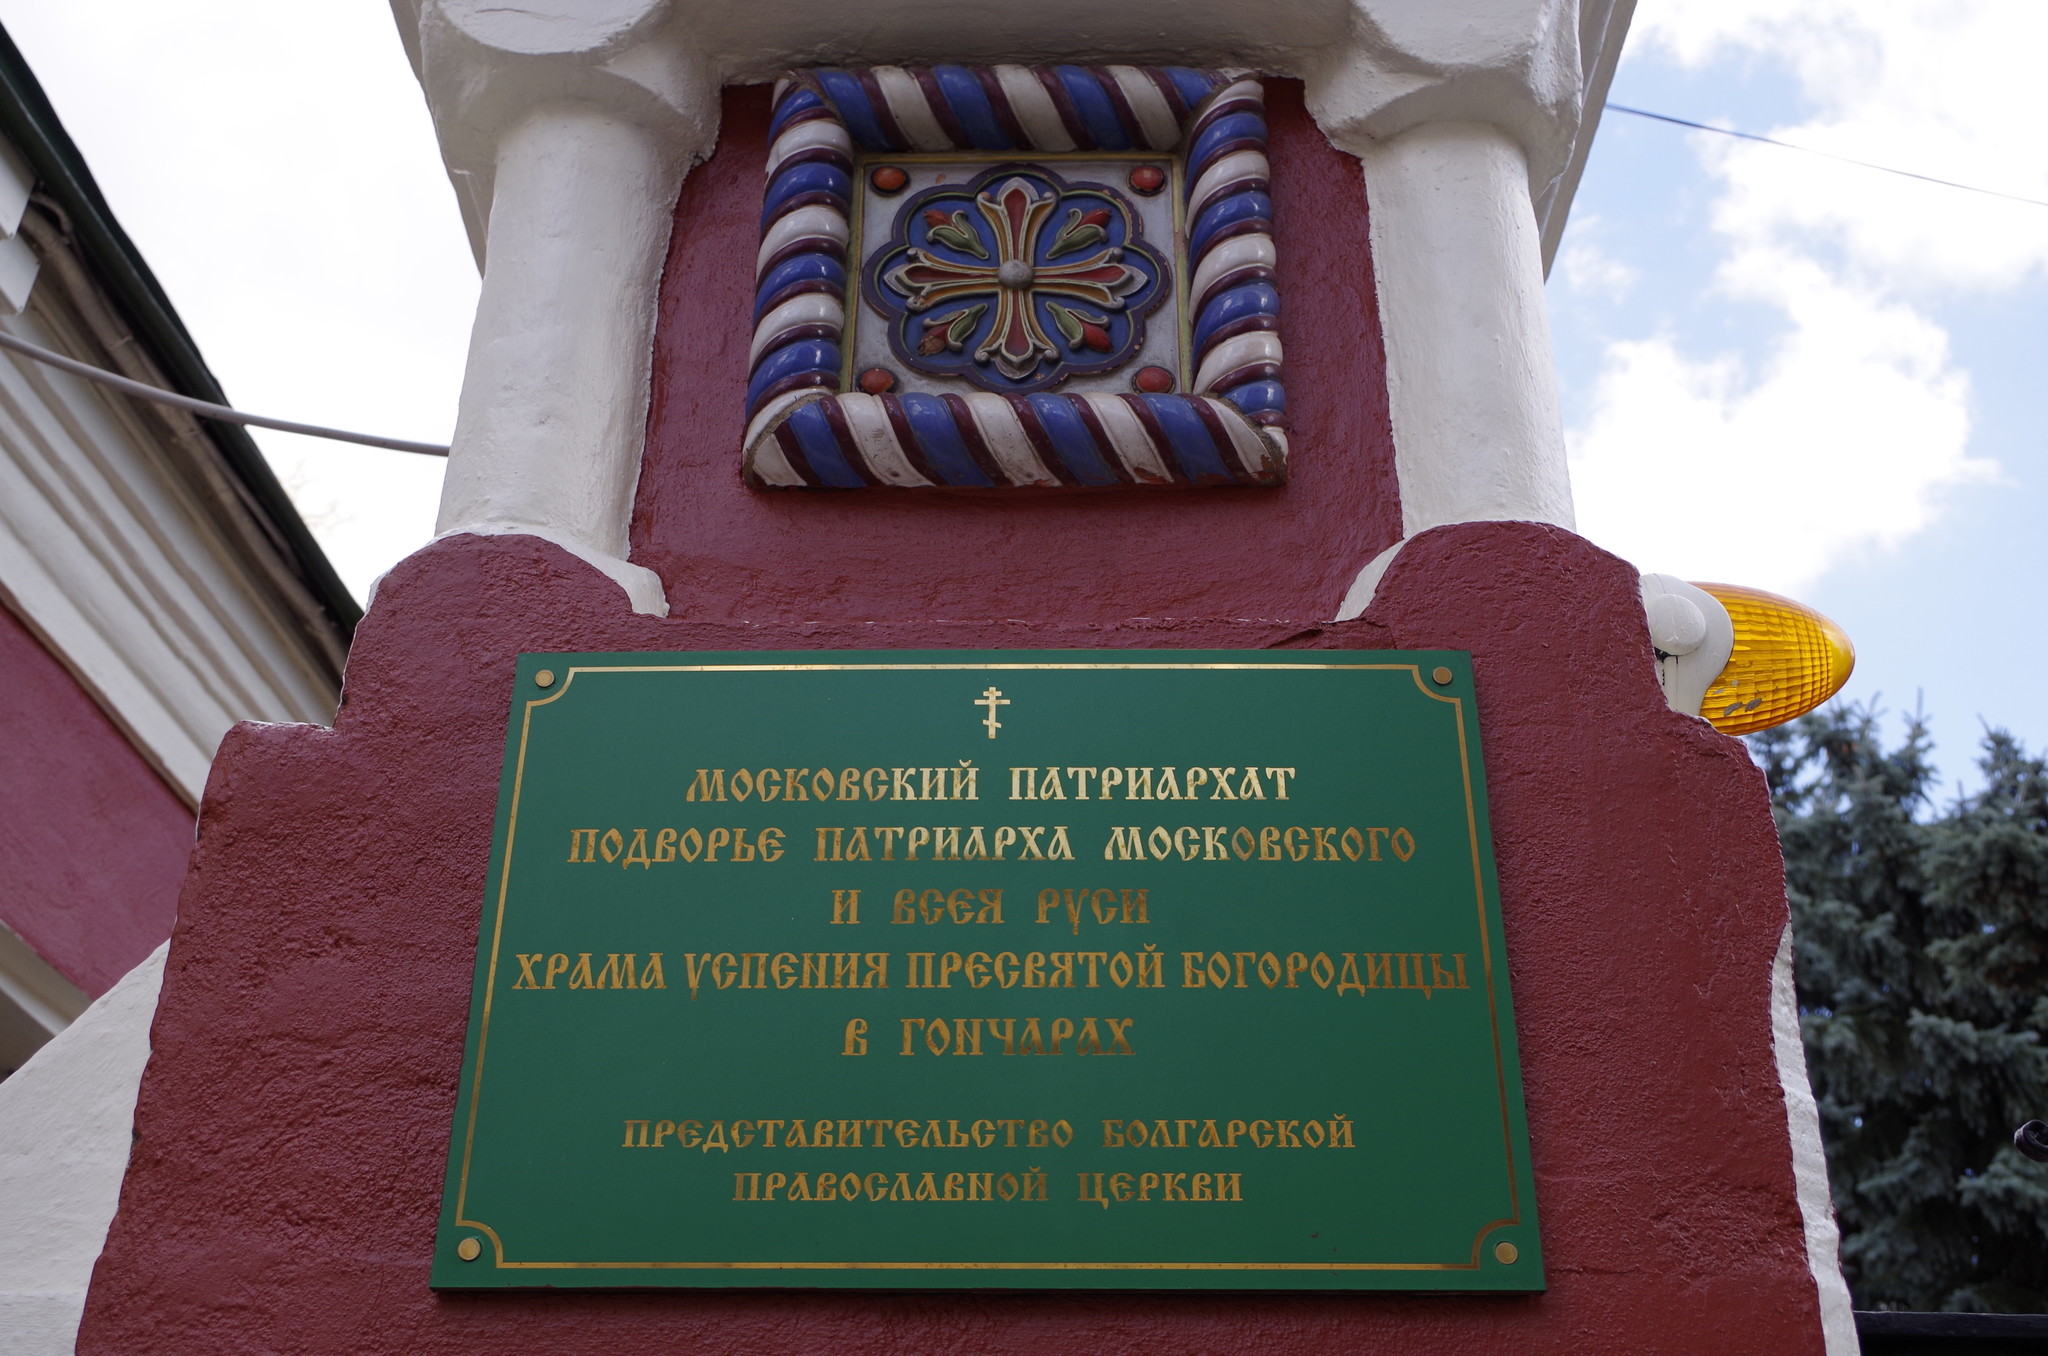 МОСКОВСКИЙ ПАТРИАРХАТ
ПОДВОРЬЕ ПАТРИАРХА МОСКОВСКОГО
И ВСЕЯ РУСИ
ХРАМА УСПЕНИЯ ПРЕСВЯТОЙ БОГОРОДИЦЫ
В ГОНЧАРАХ
ПРЕДСТАВИТЕЛЬСТВО БОЛГАРСКОЙ
ПРАВОСЛАВНОЙ ЦЕРКВИ